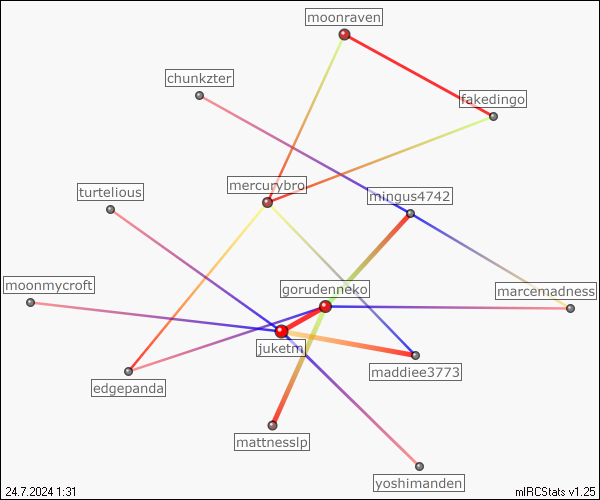 moonraven
chunkzter
fakedingo
mercurybro
turtelious
mingus4742
moonmycroft
gorudenneko
marcemadness
juketm
maddiee3773
edgepanda
mattnesslp
yoshimanden
24.7.2024 1:31
mIRCStats v1.25